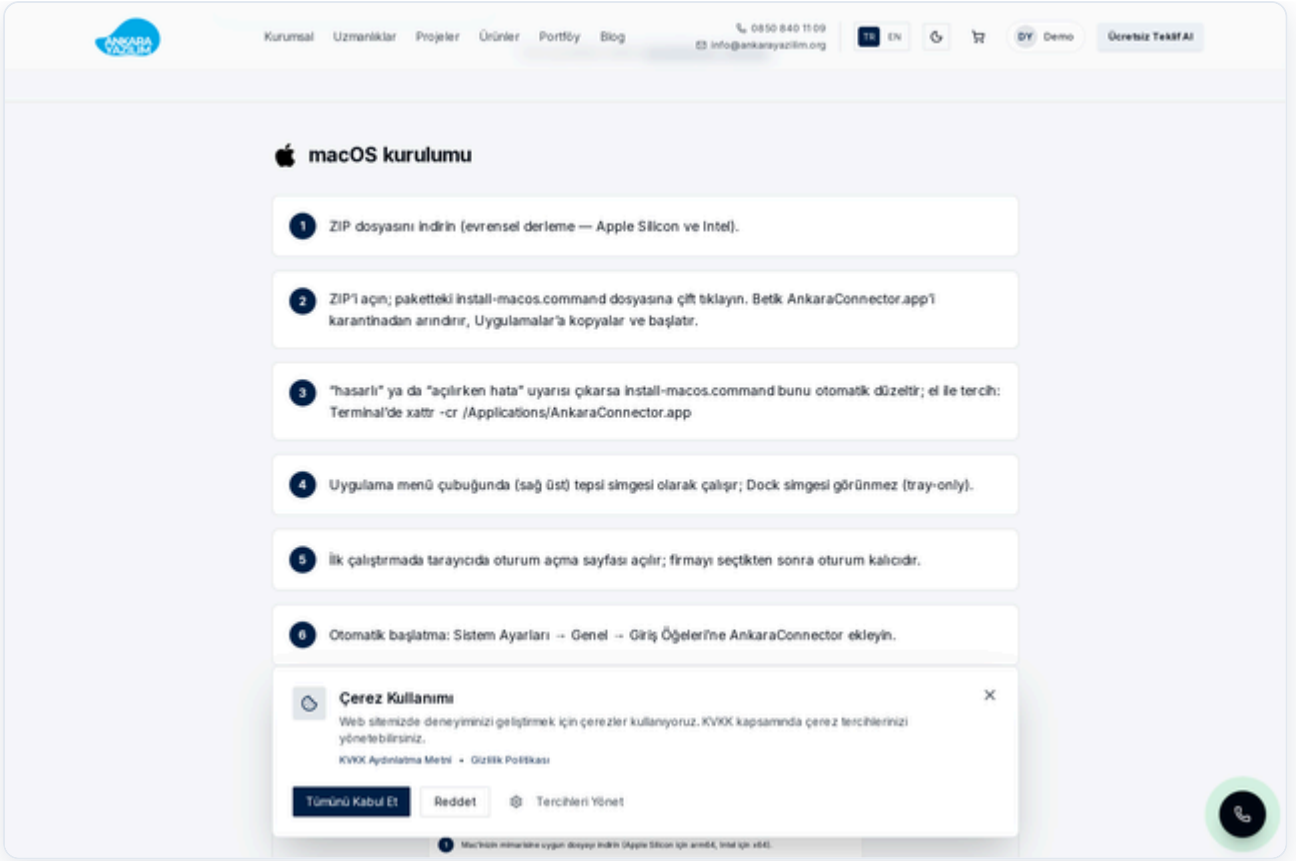 ANKARA
YAZILIM
Kurumsal Uzmanlıklar Projeler Ürünler Portföy Blog
0850 840 11 09
info@ankarayazilim.org
TR EN
DY Demo
Ücretsiz Teklif Al
macOS kurulumu
1 ZIP dosyasını indirin (evrensel derleme — Apple Silicon ve Intel).
2 ZIP'i açın; paketteki install-macos.command dosyasına çift tıklayın. Betik AnkaraConnector.app'i
karantinadan arındırır, Uygulamalar'a kopyalar ve başlatır.
3 "hasarlı" ya da "açılırken hata" uyarısı çıkarsa install-macos.command bunu otomatik düzeltir; el ile tercih:
Terminal'de xattr -cr /Applications/AnkaraConnector.app
4 Uygulama menü çubuğunda (sağ üst) tepsi simgesi olarak çalışır; Dock simgesi görünmez (tray-only).
5 İlk çalıştırmada tarayıcıda oturum açma sayfası açılır; firmayı seçtikten sonra oturum kalıcıdır.
6 Otomatik başlatma: Sistem Ayarları → Genel → Giriş Öğeleri'ne AnkaraConnector ekleyin.
Çerez Kullanımı
Web sitemizde deneyiminizi geliştirmek için çerezler kullanıyoruz. KVKK kapsamında çerez tercihlerinizi
yönetebilirsiniz.
KVKK Aydınlatma Metni • Gizlilik Politikası
Tümünü Kabul Et Reddet Tercihleri Yönet
1 Mac'inizin mimarisine uygun dosyayı indirin (Apple Silicon için arm64, Intel için x64).